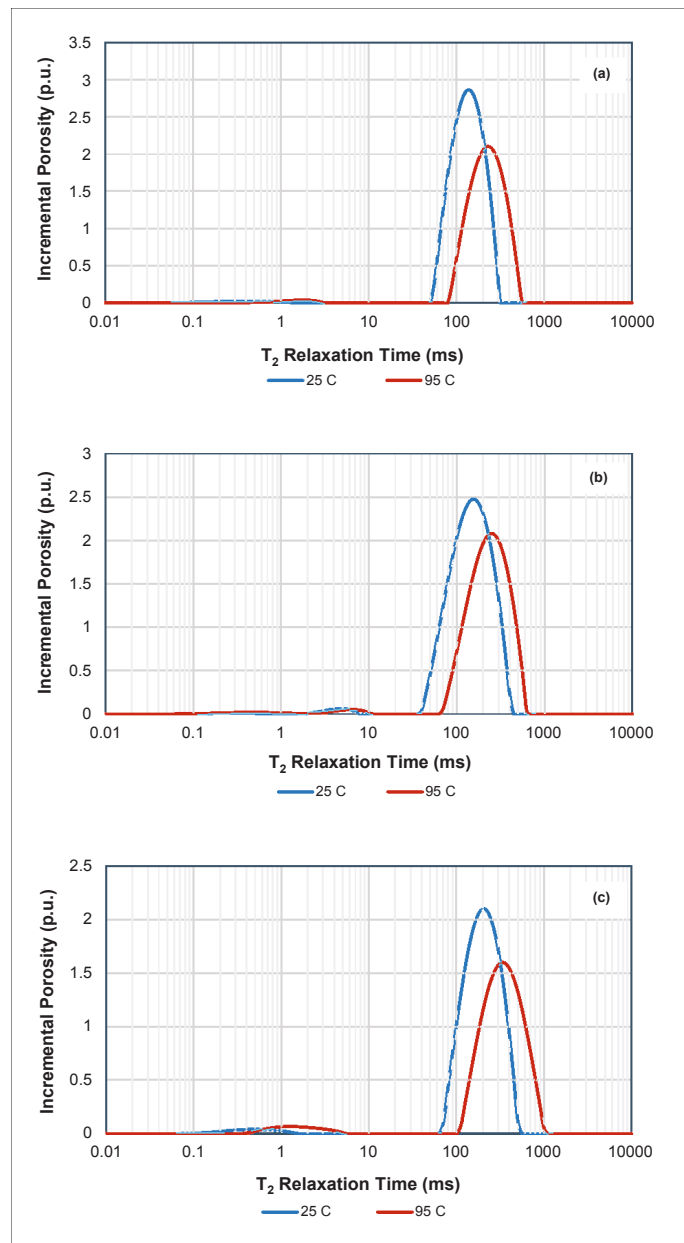 3.5
(a)
3
2.5
2
1.5
1
0.5
0
Incremental Porosity (p.u.)
0.01 0.1 1 10 100 1000 10000
T₂ Relaxation Time (ms)
25 C 95 C
3
(b)
2.5
2
1.5
1
0.5
0
Incremental Porosity (p.u.)
0.01 0.1 1 10 100 1000 10000
T₂ Relaxation Time (ms)
25 C 95 C
2.5
(c)
2
1.5
1
0.5
0
Incremental Porosity (p.u.)
0.01 0.1 1 10 100 1000 10000
T₂ Relaxation Time (ms)
25 C 95 C